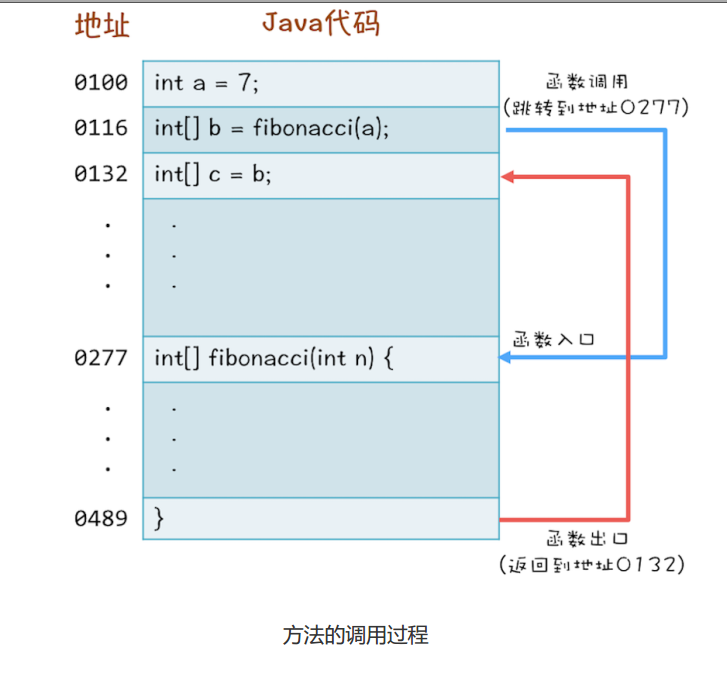 地址 Java代码
0100 int a = 7; 函数调用
(跳转到地址0277)
0116 int[] b = fibonacci(a);
0132 int[] c = b;
. .
. .
. .
函数入口
0277 int[] fibonacci(int n) {
. .
. .
. .
0489 }
函数出口
(返回到地址0132)
方法的调用过程